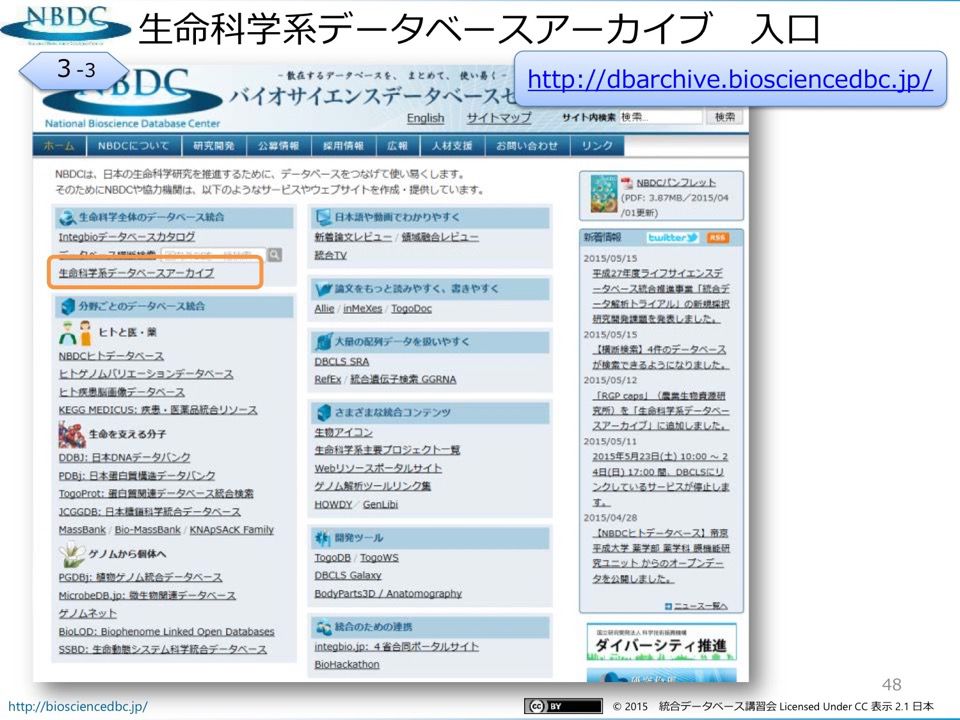 NBDC
生命科学系データベースアーカイブ　入口
3 -3
http://dbarchive.biosciencedbc.jp/
NBDC
－散在するデータベースを、まとめて、使い易く－
バイオサイエンスデータベースセ
National Bioscience Database Center
English
サイトマップ
サイト内検索 検索...
検索
ホーム
NBDCについて
研究開発
公募情報
採用情報
広報
人材支援
お問い合わせ
リンク
NBDCは、日本の生命科学研究を推進するために、データベースをつなげて使い易くします。
そのためにNBDCや協力機関は、以下のようなサービスやウェブサイトを作成・提供しています。
生命科学全体のデータベース統合
Integbioデータベースカタログ
データベース横断検索
生命科学系データベースアーカイブ
分野ごとのデータベース統合
ヒトと医・薬
NBDCヒトデータベース
ヒトゲノムバリエーションデータベース
ヒト疾患脳画像データベース
KEGG MEDICUS: 疾患・医薬品統合リソース
生命を支える分子
DDBJ: 日本DNAデータバンク
PDBj: 日本蛋白質構造データバンク
TogoProt: 蛋白質関連データベース統合検索
JCGGDB: 日本糖鎖科学統合データベース
MassBank / Bio-MassBank / KNApSAcK Family
ゲノムから個体へ
PGDBj: 植物ゲノム統合データベース
MicrobeDB.jp: 微生物関連データベース
ゲノムネット
BioLOD: Biophenome Linked Open Databases
SSBD: 生命動態システム科学統合データベース
日本語や動画でわかりやすく
新着論文レビュー / 領域融合レビュー
統合TV
論文をもっと読みやすく、書きやすく
Allie / inMeXes / TogoDoc
大量の配列データを扱いやすく
DBCLS SRA
RefEx / 統合遺伝子検索 GGRNA
さまざまな統合コンテンツ
生物アイコン
生命科学系主要プロジェクト一覧
Webリソースポータルサイト
ゲノム解析ツールリンク集
HOWDY / GenLibi
開発ツール
TogoDB / TogoWS
DBCLS Galaxy
BodyParts3D / Anatomography
統合のための連携
integbio.jp: ４省合同ポータルサイト
BioHackathon
NBDCパンフレット
(PDF: 3.87MB／2015/04
/01更新)
新着情報
twitter
RSS
2015/05/15
平成27年度ライフサイエンスデ
ータベース統合推進事業「統合デ
ータ解析トライアル」の新規採択
研究開発課題を発表しました。
2015/05/15
【横断検索】4件のデータベース
が検索できるようになりました。
2015/05/12
「RGP caps」（農業生物資源研
究所）を「生命科学系データベー
スアーカイブ」に追加しました。
2015/05/11
2015年5月23日(土) 10:00 ～ 2
4日(日) 17:00 間、DBCLSにリ
ンクしているサービスが停止しま
す。
2015/04/28
【NBDCヒトデータベース】帝京
平成大学 薬学部 薬学科 膜機能研
究ユニット からのオープンデー
タを公開しました。
ニュース一覧へ
国立研究開発法人 科学技術振興機構
ダイバーシティ推進
48
http://biosciencedbc.jp/
CC BY
© 2015　統合データベース講習会 Licensed Under CC 表示 2.1 日本